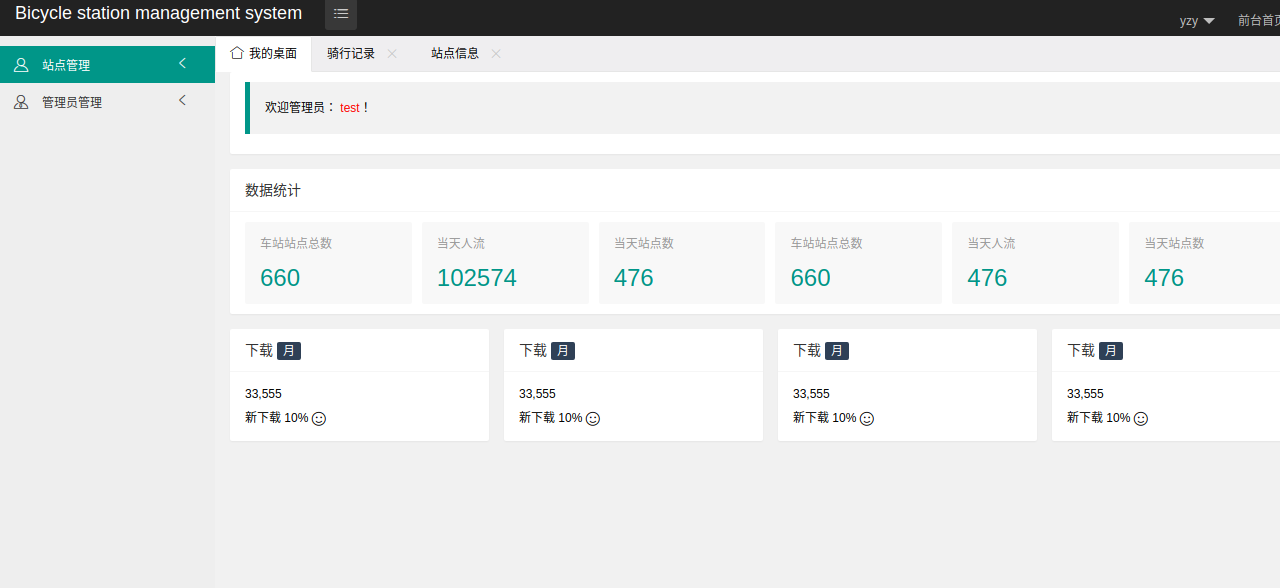 Bicycle station management system
yzy
前台首页
站点管理
管理员管理
我的桌面
骑行记录
站点信息
欢迎管理员： test！
数据统计
车站站点总数 当天人流 当天站点数 车站站点总数 当天人流 当天站点数
660 102574 476 660 476 476
下载 月 下载 月 下载 月 下载 月
33,555 33,555 33,555 33,555
新下载 10% 新下载 10% 新下载 10% 新下载 10%